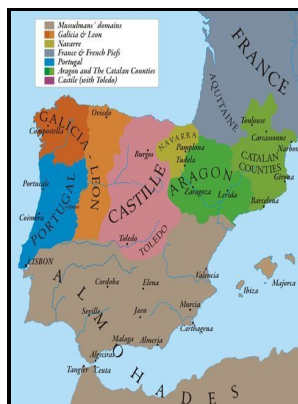 Mussulmans' domains
Galicia & Leon
Navarre
France & French Fiefs
Portugal
Aragon and The Catalan Counties
Castile (with Toledo)
FRANCE
AQUITAINE
Toulouse
Carcassonne
Narbon
CATALAN
COUNTIES
Girona
Barcelona
GALICIA - LEON
Oviedo
Compostella
NAVARRA
Pamplona
Tudela
Burgos
CASTILLE
ARAGON
Zaragoza
Lerida
PORTUGAL
Portucale
Coimbra
LISBON
Toledo
TOLEDO
Valencia
Majorca
Ibiza
ALMOHADES
Cordoba
Elena
Sevilla
Jaen
Murcia
Carthagena
Malaga
Almeria
Algeciras
Tangier
Ceuta